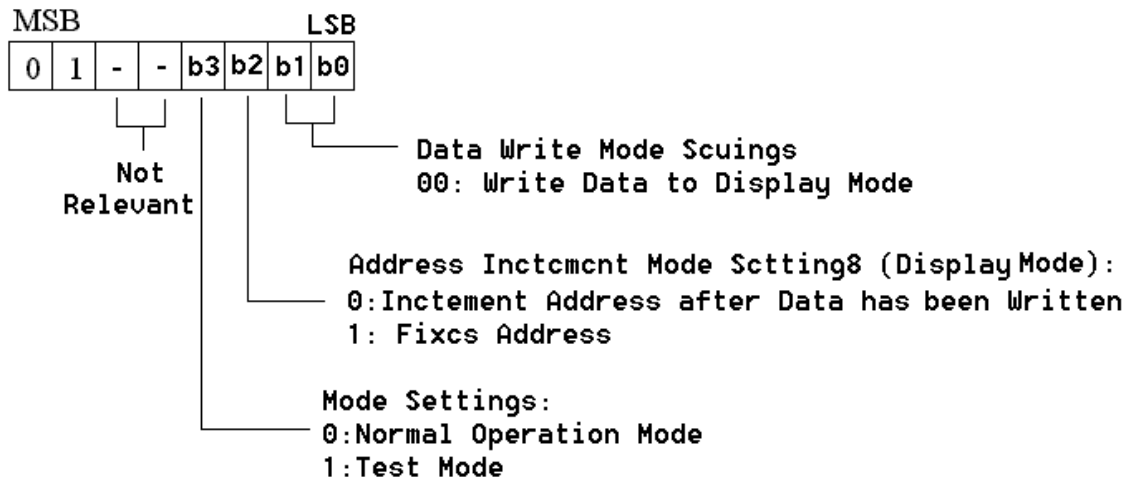 MSB LSB
0 1 - - b3 b2 b1 b0
Data Write Mode Scuings
00: Write Data to Display Mode
Not
Relevant
Address Inctcmcnt Mode Sctting8 (Display Mode):
0:Inctement Address after Data has been Written
1: Fixcs Address
Mode Settings:
0:Normal Operation Mode
1:Test Mode